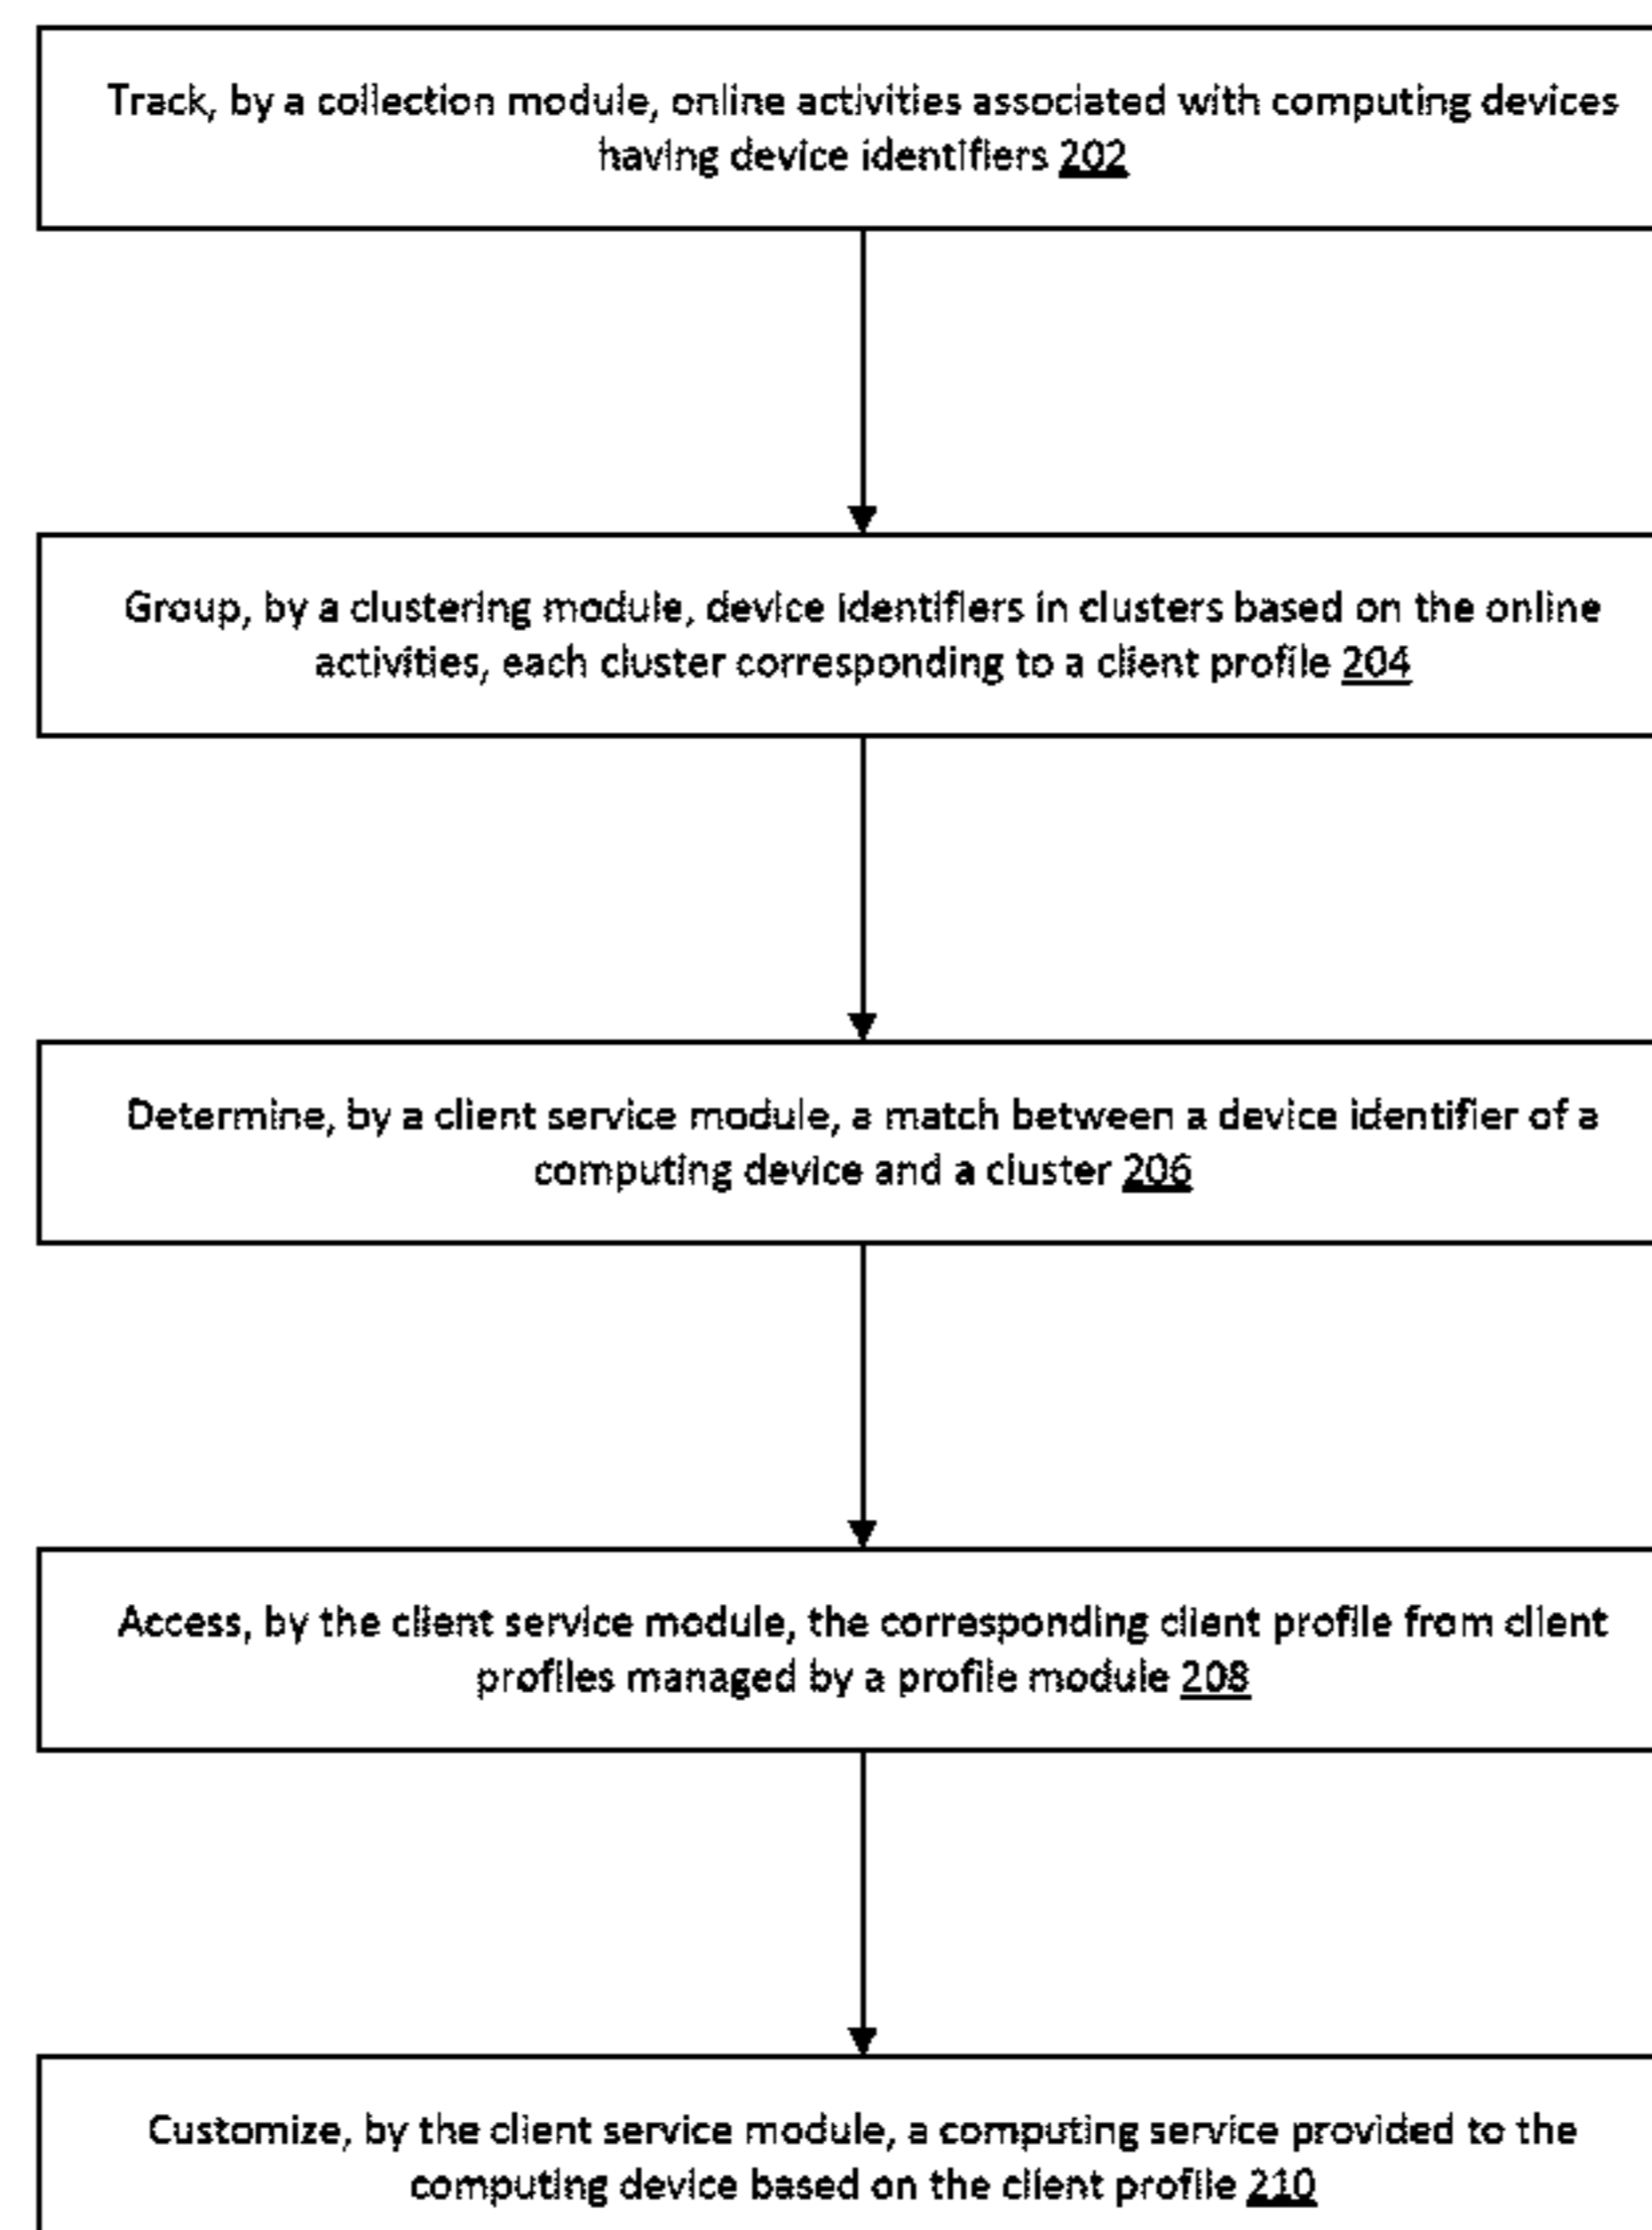 Track, by a collection module, online activities associated with computing devices
having device identifiers 202
Group, by a clustering module, device identifiers in clusters based on the online
activities, each cluster corresponding to a client profile 204
Determine, by a client service module, a match between a device identifier of a
computing device and a cluster 206
Access, by the client service module, the corresponding client profile from client
profiles managed by a profile module 208
Customize, by the client service module, a computing service provided to the
computing device based on the client profile 210